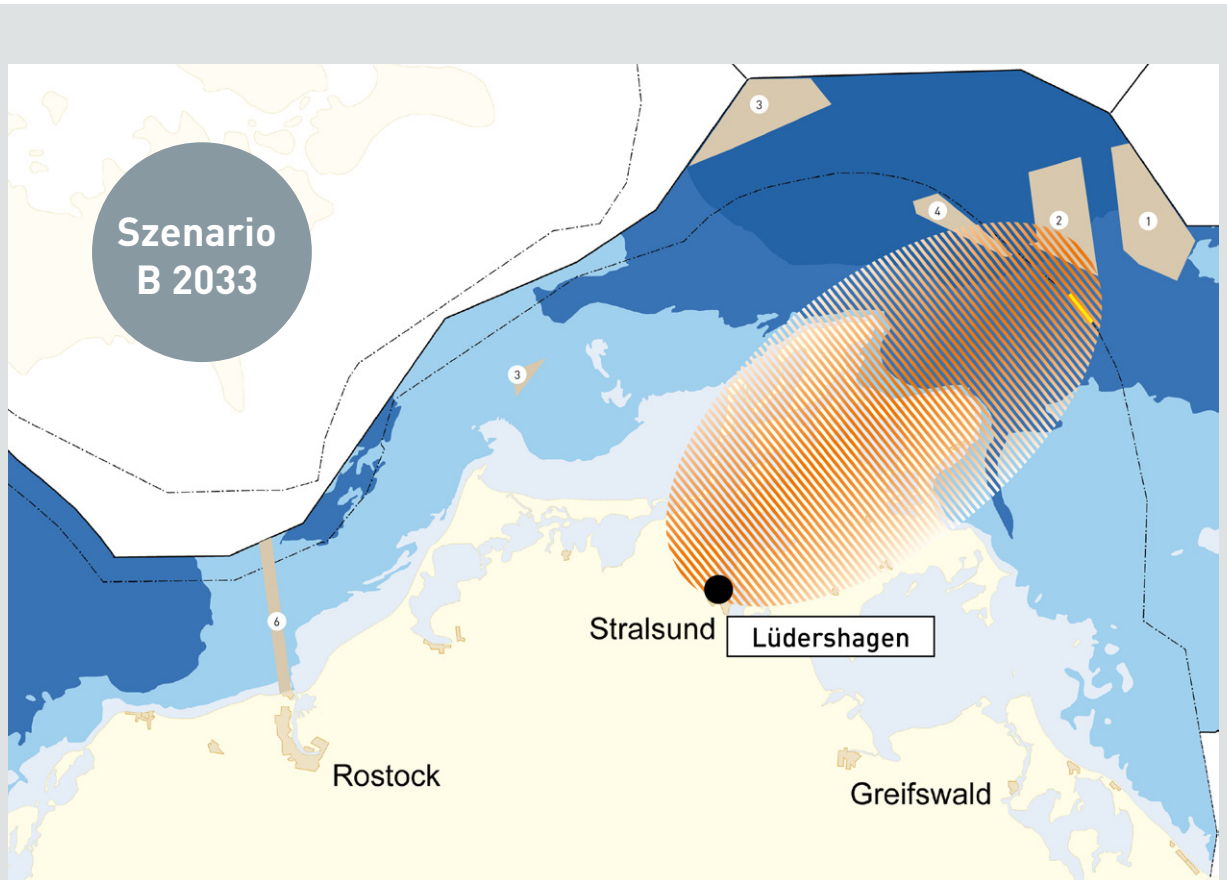 Szenario
B 2033
3
4
2
1
3
6
Stralsund
Lüdershagen
Rostock
Greifswald